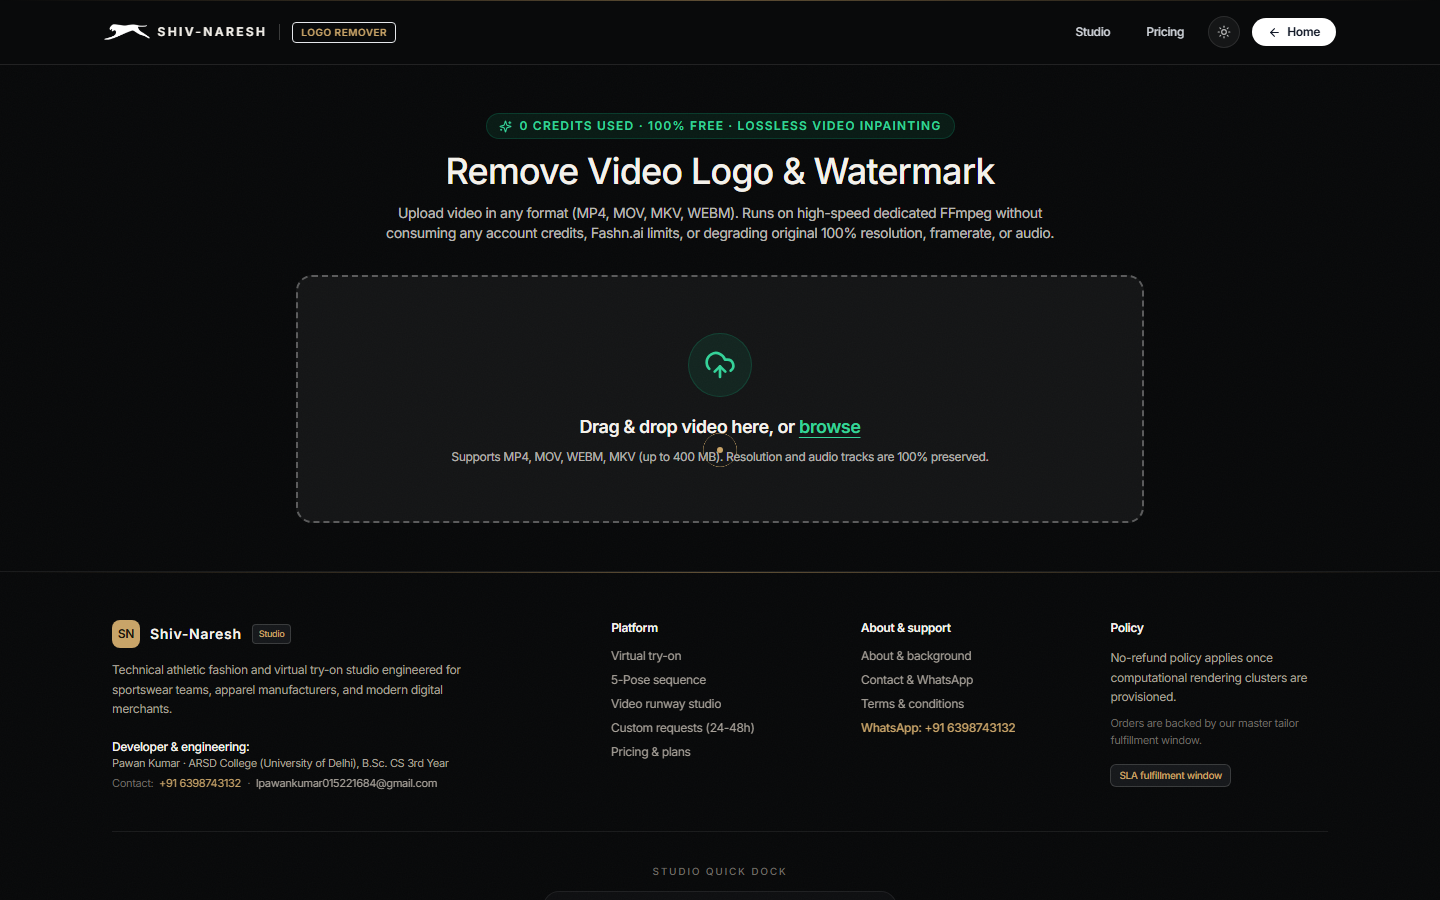 SHIV-NARESH
LOGO REMOVER
Studio
Pricing
Home
0 CREDITS USED · 100% FREE · LOSSLESS VIDEO INPAINTING
Remove Video Logo & Watermark
Upload video in any format (MP4, MOV, MKV, WEBM). Runs on high-speed dedicated FFmpeg without
consuming any account credits, Fashn.ai limits, or degrading original 100% resolution, framerate, or audio.
Drag & drop video here, or browse
Supports MP4, MOV, WEBM, MKV (up to 400 MB). Resolution and audio tracks are 100% preserved.
SN
Shiv-Naresh
Studio
Technical athletic fashion and virtual try-on studio engineered for
sportswear teams, apparel manufacturers, and modern digital
merchants.
Developer & engineering:
Pawan Kumar · ARSD College (University of Delhi), B.Sc. CS 3rd Year
Contact: +91 6398743132 · lpawankumar015221684@gmail.com
Platform
Virtual try-on
5-Pose sequence
Video runway studio
Custom requests (24-48h)
Pricing & plans
About & support
About & background
Contact & WhatsApp
Terms & conditions
WhatsApp: +91 6398743132
Policy
No-refund policy applies once
computational rendering clusters are
provisioned.
Orders are backed by our master tailor
fulfillment window.
SLA fulfillment window
STUDIO QUICK DOCK